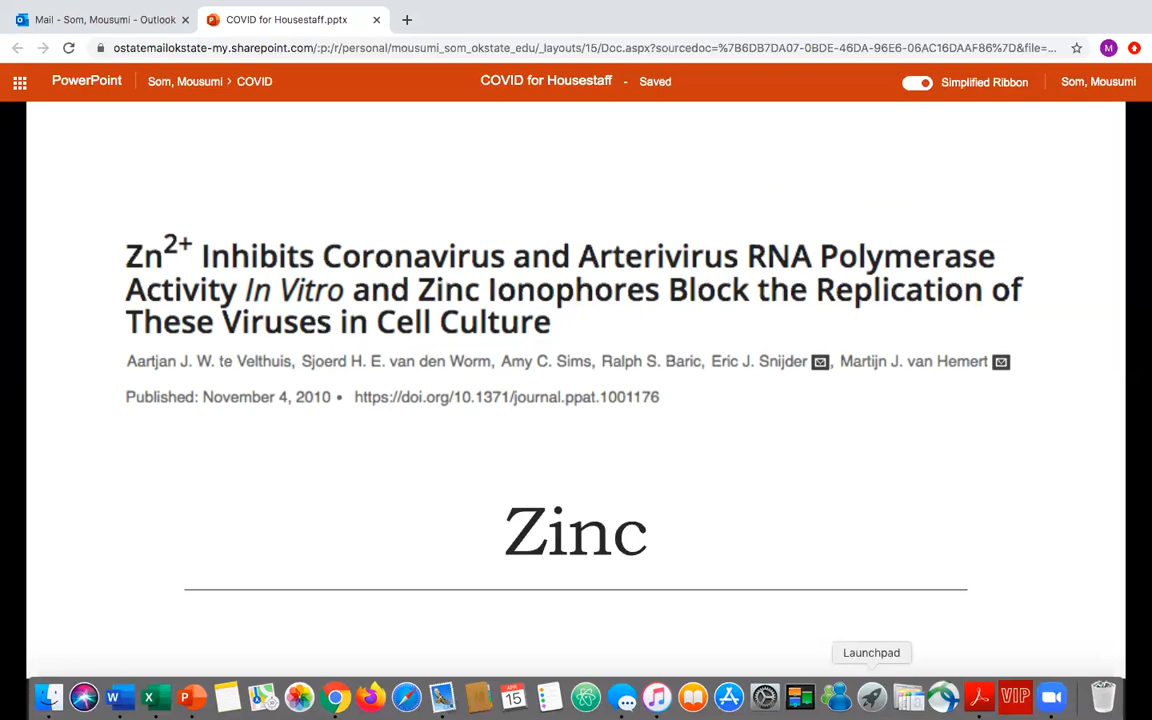 Mail - Som, Mousumi - Outlook
COVID for Housestaff.pptx
ostatemailokstate-my.sharepoint.com/:p:/r/personal/mousumi_som_okstate_edu/_layouts/15/Doc.aspx?sourcedoc=%7B6DB7DA07-0BDE-46DA-96E6-06AC16DAAF86%7D&file=...
M
PowerPoint
Som, Mousumi > COVID
COVID for Housestaff - Saved
Simplified Ribbon
Som, Mousumi
Zn2+ Inhibits Coronavirus and Arterivirus RNA Polymerase
Activity In Vitro and Zinc Ionophores Block the Replication of
These Viruses in Cell Culture
Aartjan J. W. te Velthuis, Sjoerd H. E. van den Worm, Amy C. Sims, Ralph S. Baric, Eric J. Snijder, Martijn J. van Hemert
Published: November 4, 2010 • https://doi.org/10.1371/journal.ppat.1001176
Zinc
Launchpad
W
X
P
APR
15
VIP